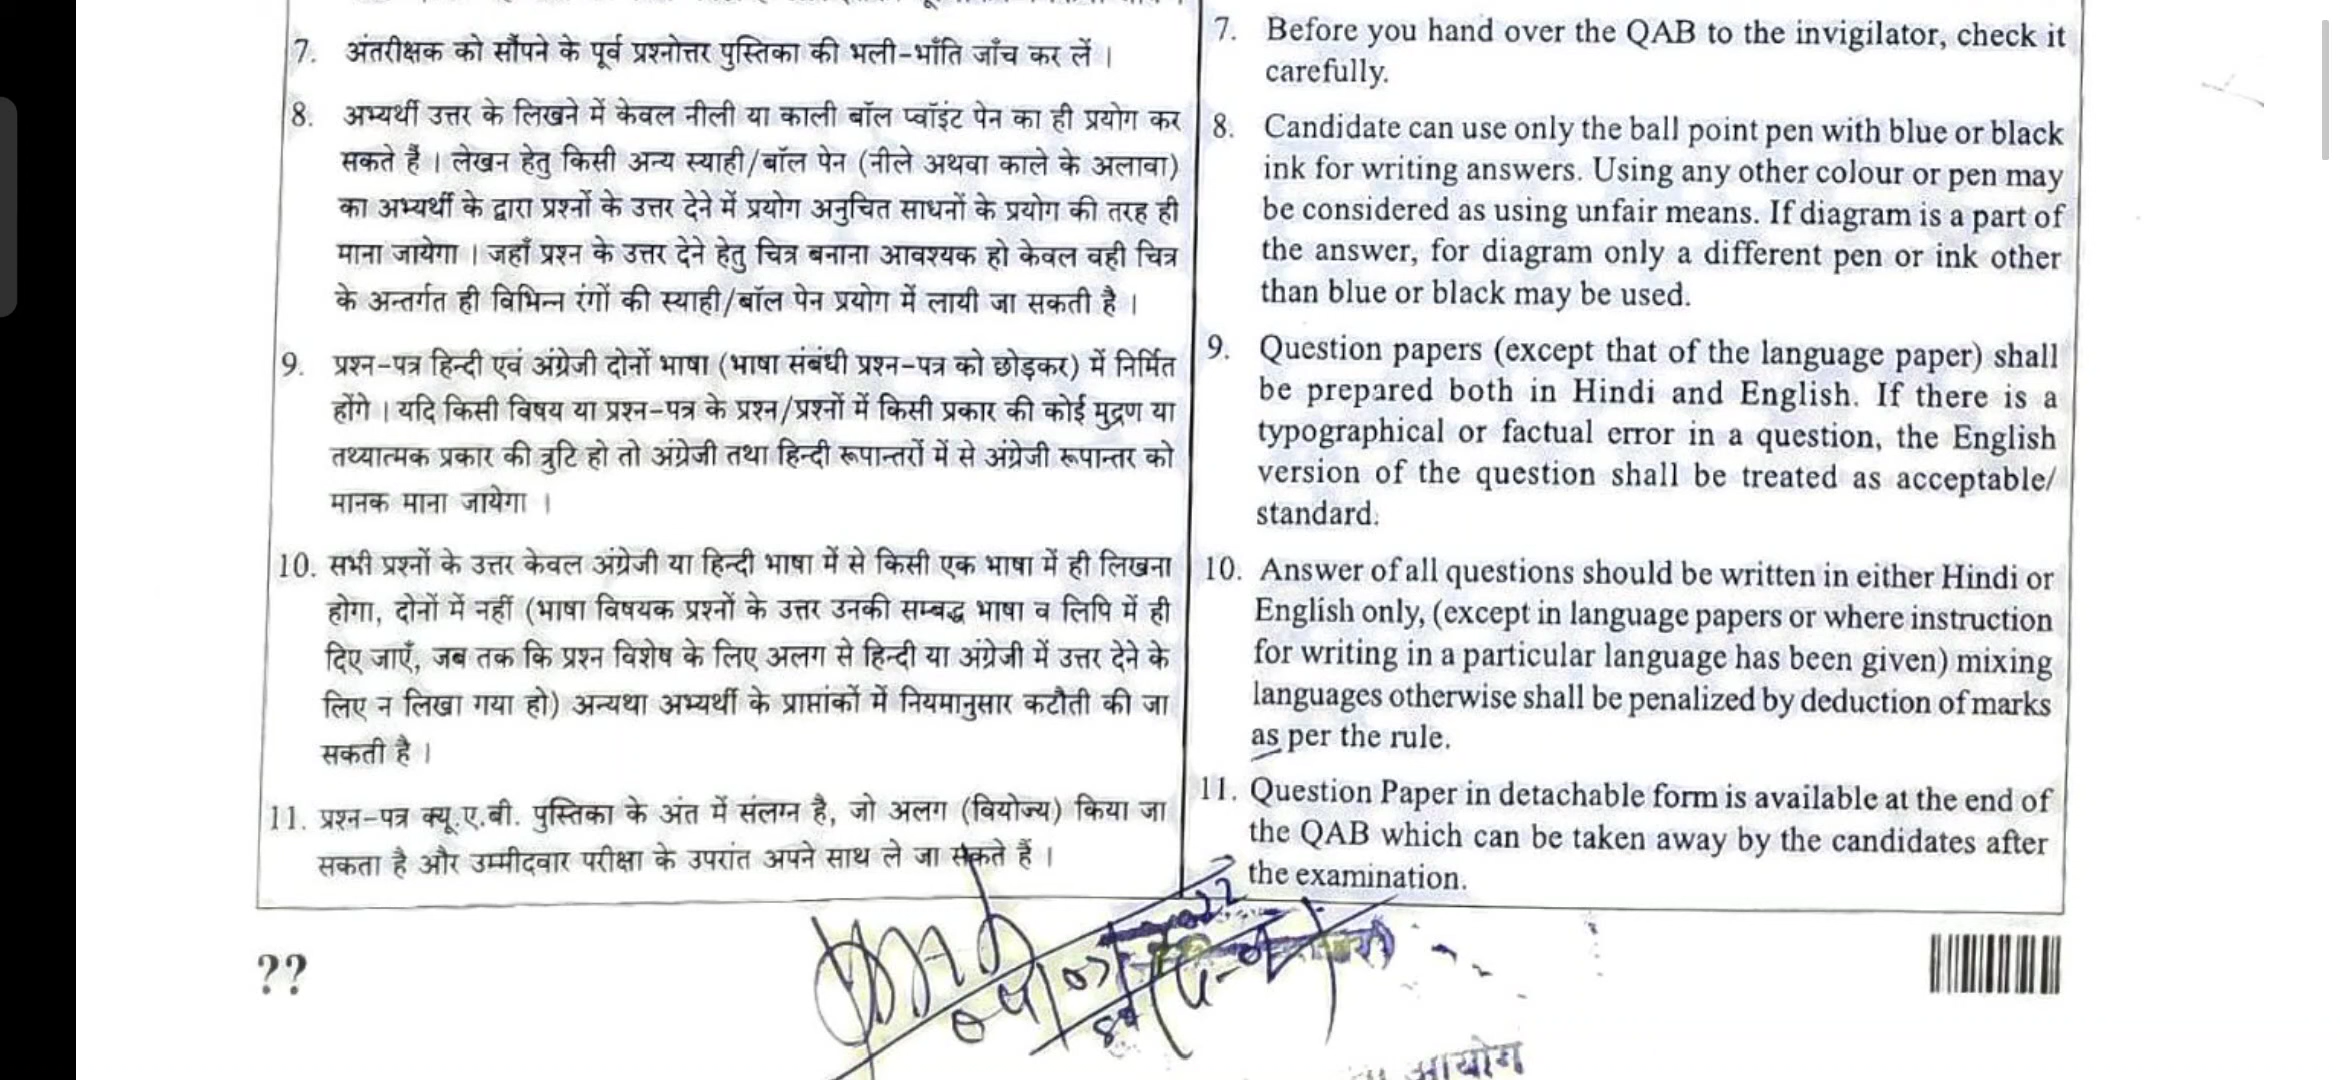 7. अंतरीक्षक को सौंपने के पूर्व प्रश्नोत्तर पुस्तिका की भली-भाँति जाँच कर लें ।
8. अभ्यर्थी उत्तर के लिखने में केवल नीली या काली बॉल प्वॉइंट पेन का ही प्रयोग कर
सकते हैं । लेखन हेतु किसी अन्य स्याही/बॉल पेन (नीले अथवा काले के अलावा)
का अभ्यर्थी के द्वारा प्रश्नों के उत्तर देने में प्रयोग अनुचित साधनों के प्रयोग की तरह ही
माना जायेगा । जहाँ प्रश्न के उत्तर देने हेतु चित्र बनाना आवश्यक हो केवल वही चित्र
के अन्तर्गत ही विभिन्न रंगों की स्याही/बॉल पेन प्रयोग में लायी जा सकती है ।
9. प्रश्न-पत्र हिन्दी एवं अंग्रेजी दोनों भाषा (भाषा संबंधी प्रश्न-पत्र को छोड़कर) में निर्मित
होंगे । यदि किसी विषय या प्रश्न-पत्र के प्रश्न/प्रश्नों में किसी प्रकार की कोई मुद्रण या
तथ्यात्मक प्रकार की त्रुटि हो तो अंग्रेजी तथा हिन्दी रूपान्तरों में से अंग्रेजी रूपान्तर को
मानक माना जायेगा ।
10. सभी प्रश्नों के उत्तर केवल अंग्रेजी या हिन्दी भाषा में से किसी एक भाषा में ही लिखना
होगा, दोनों में नहीं (भाषा विषयक प्रश्नों के उत्तर उनकी सम्बद्ध भाषा व लिपि में ही
दिए जाएँ, जब तक कि प्रश्न विशेष के लिए अलग से हिन्दी या अंग्रेजी में उत्तर देने के
लिए न लिखा गया हो) अन्यथा अभ्यर्थी के प्राप्तांकों में नियमानुसार कटौती की जा
सकती है ।
11. प्रश्न-पत्र क्यू.ए.बी. पुस्तिका के अंत में संलग्न है, जो अलग (वियोज्य) किया जा
सकता है और उम्मीदवार परीक्षा के उपरांत अपने साथ ले जा सकते हैं ।
7. Before you hand over the QAB to the invigilator, check it
carefully.
8. Candidate can use only the ball point pen with blue or black
ink for writing answers. Using any other colour or pen may
be considered as using unfair means. If diagram is a part of
the answer, for diagram only a different pen or ink other
than blue or black may be used.
9. Question papers (except that of the language paper) shall
be prepared both in Hindi and English. If there is a
typographical or factual error in a question, the English
version of the question shall be treated as acceptable/
standard.
10. Answer of all questions should be written in either Hindi or
English only, (except in language papers or where instruction
for writing in a particular language has been given) mixing
languages otherwise shall be penalized by deduction of marks
as per the rule.
11. Question Paper in detachable form is available at the end of
the QAB which can be taken away by the candidates after
the examination.
??
आयोग